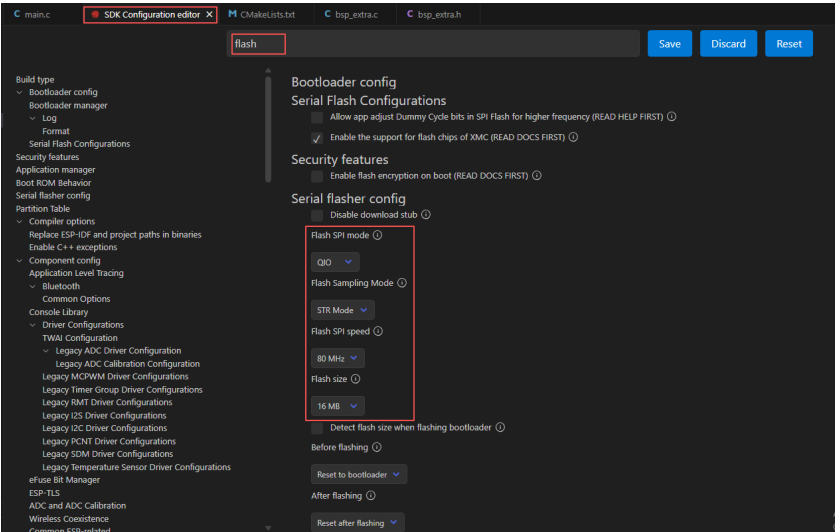 main.c
SDK Configuration editor
CMakeLists.txt
bsp_extra.c
bsp_extra.h
flash
Save
Discard
Reset
Build type
Bootloader config
Bootloader manager
Log
Format
Serial Flash Configurations
Security features
Application manager
Boot ROM Behavior
Serial flasher config
Partition Table
Compiler options
Replace ESP-IDF and project paths in binaries
Enable C++ exceptions
Component config
Application Level Tracing
Bluetooth
Common Options
Console Library
Driver Configurations
TWAI Configuration
Legacy ADC Driver Configuration
Legacy ADC Calibration Configuration
Legacy MCPWM Driver Configurations
Legacy Timer Group Driver Configurations
Legacy RMT Driver Configurations
Legacy I2S Driver Configurations
Legacy I2C Driver Configurations
Legacy PCNT Driver Configurations
Legacy SDM Driver Configurations
Legacy Temperature Sensor Driver Configurations
eFuse Bit Manager
ESP-TLS
ADC and ADC Calibration
Wireless Coexistence
Common ESP-related
Bootloader config
Serial Flash Configurations
Allow app adjust Dummy Cycle bits in SPI Flash for higher frequency (READ HELP FIRST)
Enable the support for flash chips of XMC (READ DOCS FIRST)
Security features
Enable flash encryption on boot (READ DOCS FIRST)
Serial flasher config
Disable download stub
Flash SPI mode
QIO
Flash Sampling Mode
STR Mode
Flash SPI speed
80 MHz
Flash size
16 MB
Detect flash size when flashing bootloader
Before flashing
Reset to bootloader
After flashing
Reset after flashing